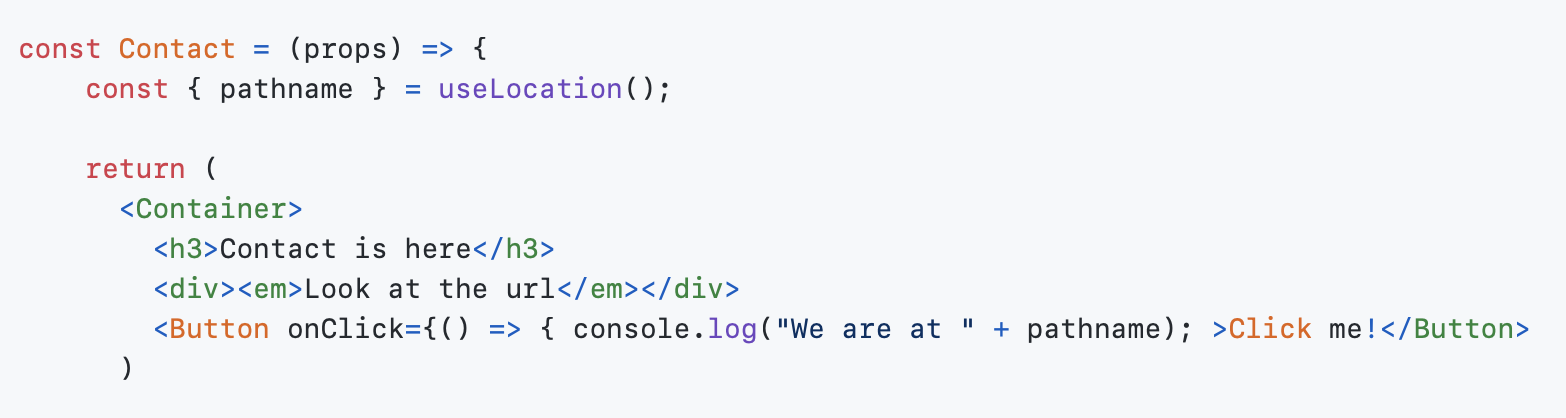 const Contact = (props) => {
    const { pathname } = useLocation();

    return (
      <Container>
        <h3>Contact is here</h3>
        <div><em>Look at the url</em></div>
        <Button onClick={() => { console.log("We are at " + pathname); >Click me!</Button>
      )